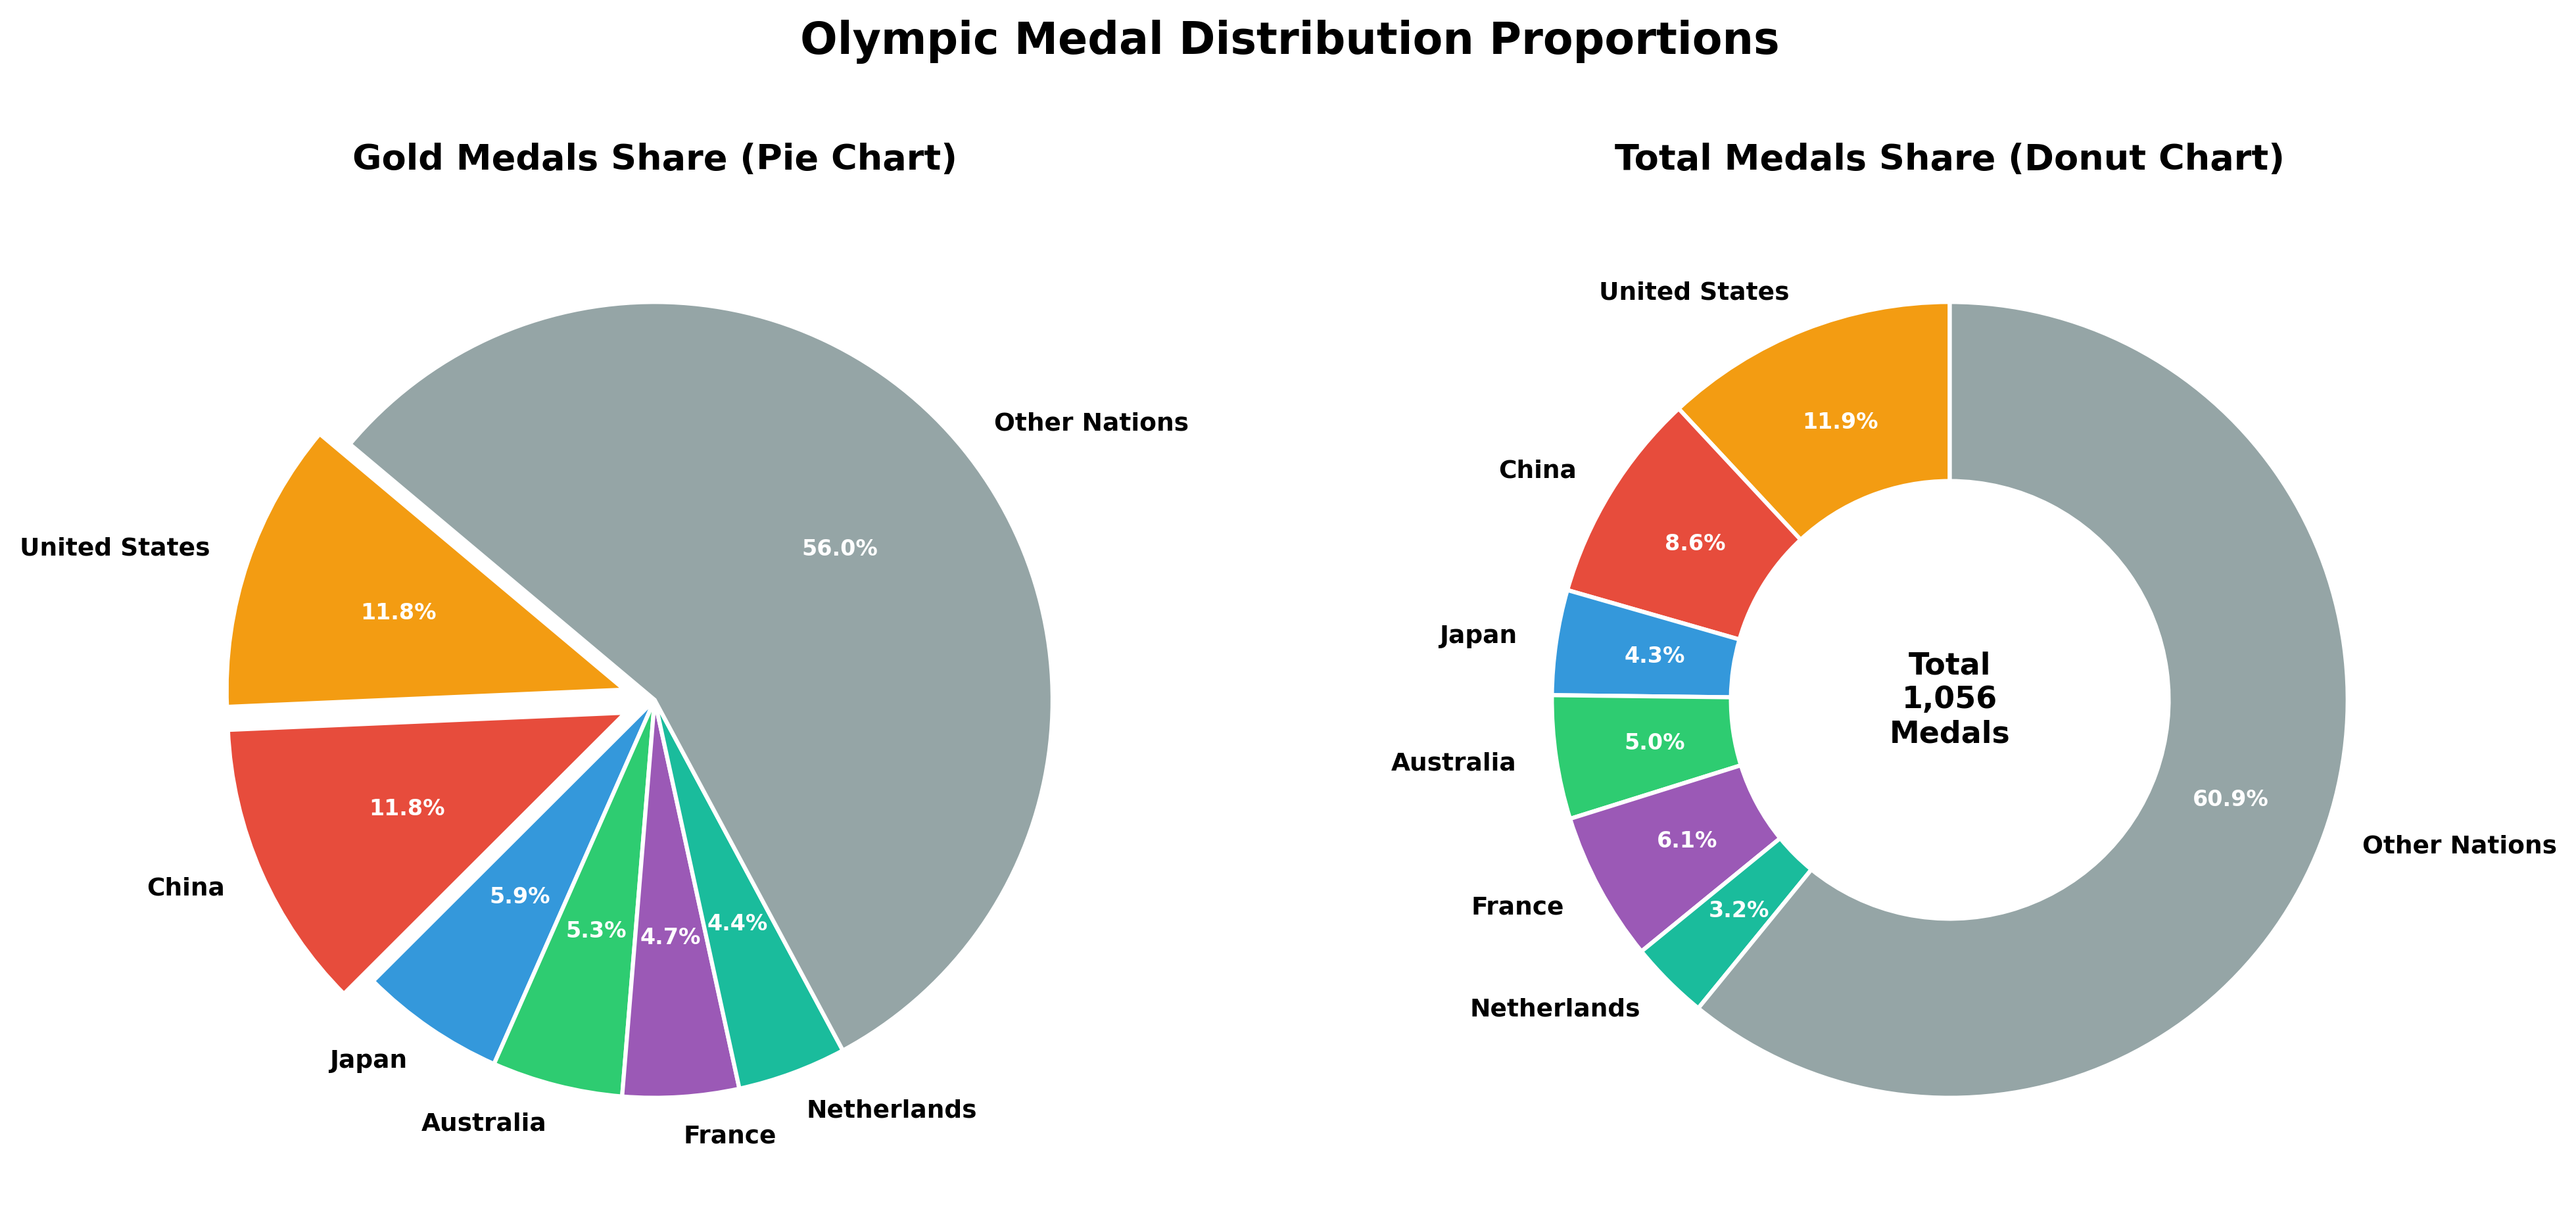 Olympic Medal Distribution Proportions
Gold Medals Share (Pie Chart)
Other Nations
56.0%
United States
11.8%
11.8%
China
5.9%
5.3%
4.7%
4.4%
Japan
Australia
France
Netherlands
Total Medals Share (Donut Chart)
United States
11.9%
China
8.6%
Japan
4.3%
Australia
5.0%
France
6.1%
Netherlands
3.2%
Total
1,056
Medals
60.9%
Other Nations